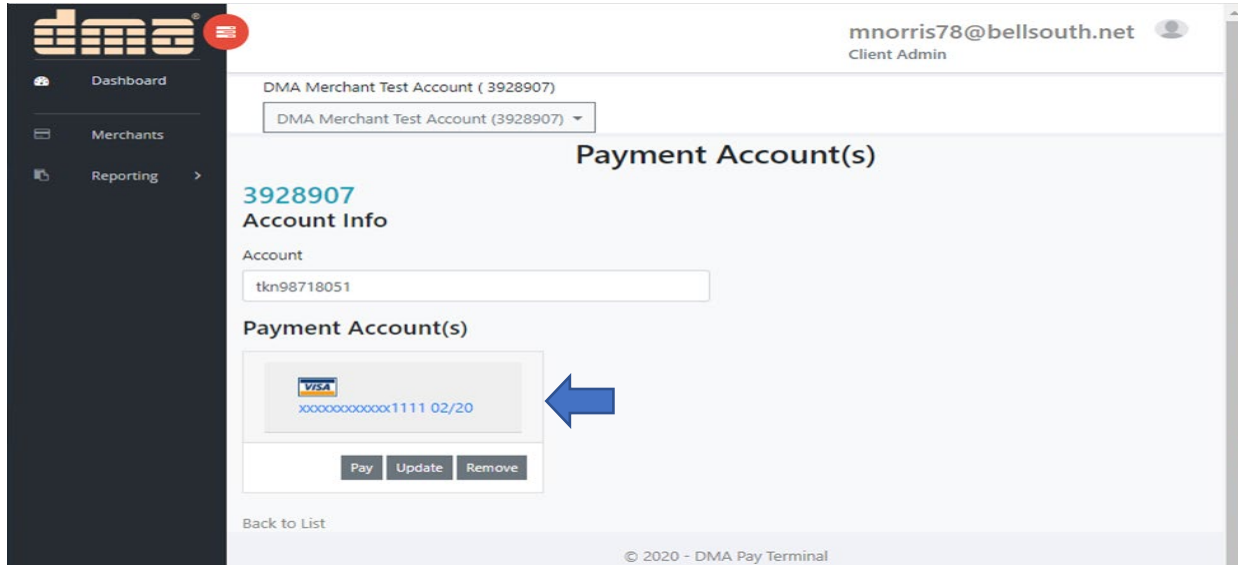 dma®
mnorris78@bellsouth.net
Client Admin
Dashboard
Merchants
Reporting >
DMA Merchant Test Account ( 3928907)
DMA Merchant Test Account (3928907)
Payment Account(s)
3928907
Account Info
Account
tkn98718051
Payment Account(s)
VISA
xxxxxxxxxxxx1111 02/20
Pay Update Remove
Back to List
© 2020 - DMA Pay Terminal